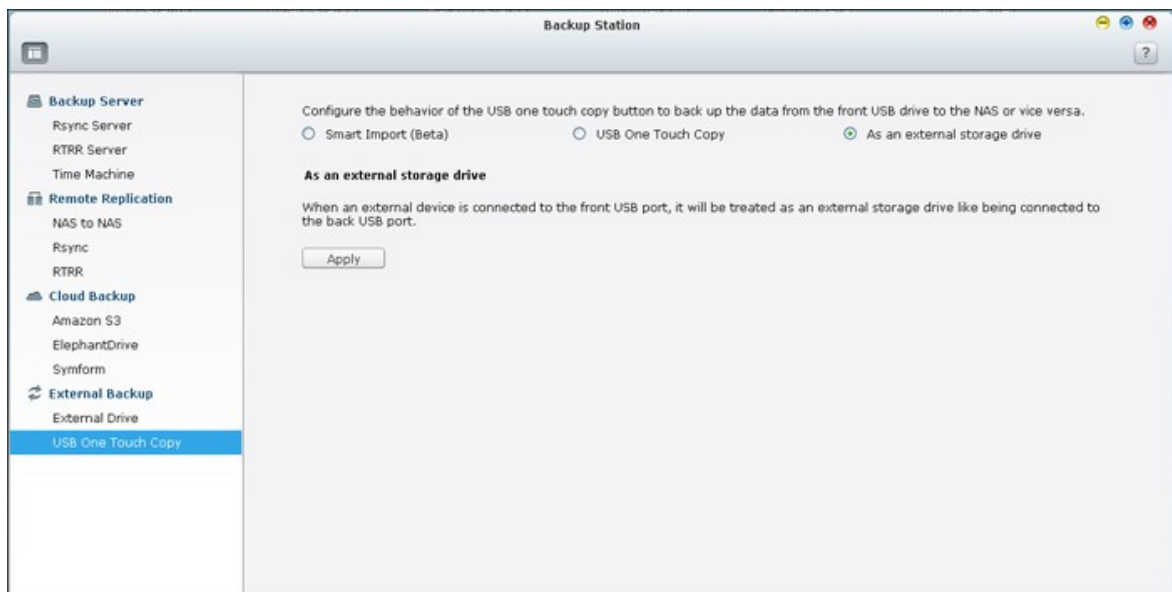 Backup Station
?
Backup Server
Rsync Server
RTRR Server
Time Machine
Remote Replication
NAS to NAS
Rsync
RTRR
Cloud Backup
Amazon S3
ElephantDrive
Symform
External Backup
External Drive
USB One Touch Copy
Configure the behavior of the USB one touch copy button to back up the data from the front USB drive to the NAS or vice versa.
Smart Import (Beta) USB One Touch Copy As an external storage drive
As an external storage drive
When an external device is connected to the front USB port, it will be treated as an external storage drive like being connected to
the back USB port.
Apply